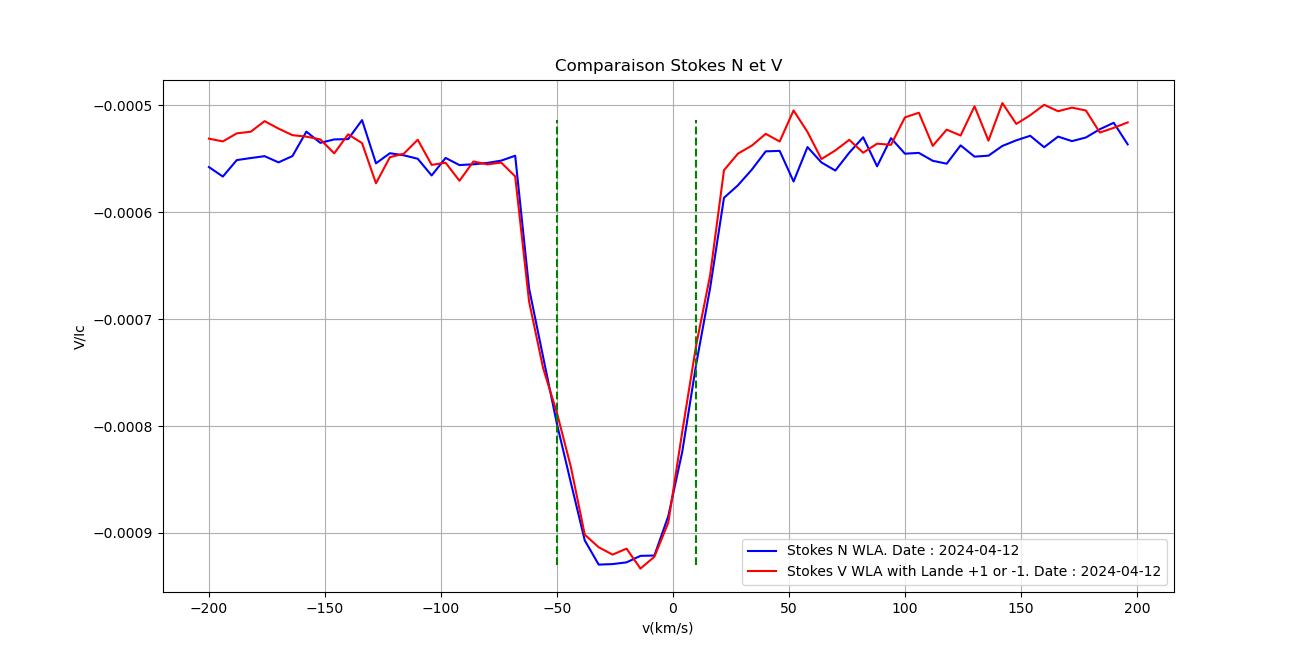 Comparaison Stokes N et V
−0.0005
−0.0006
−0.0007
−0.0008
−0.0009
V/Ic
Stokes N WLA. Date : 2024-04-12
Stokes V WLA with Lande +1 or -1. Date : 2024-04-12
−200 −150 −100 −50 0 50 100 150 200
v(km/s)